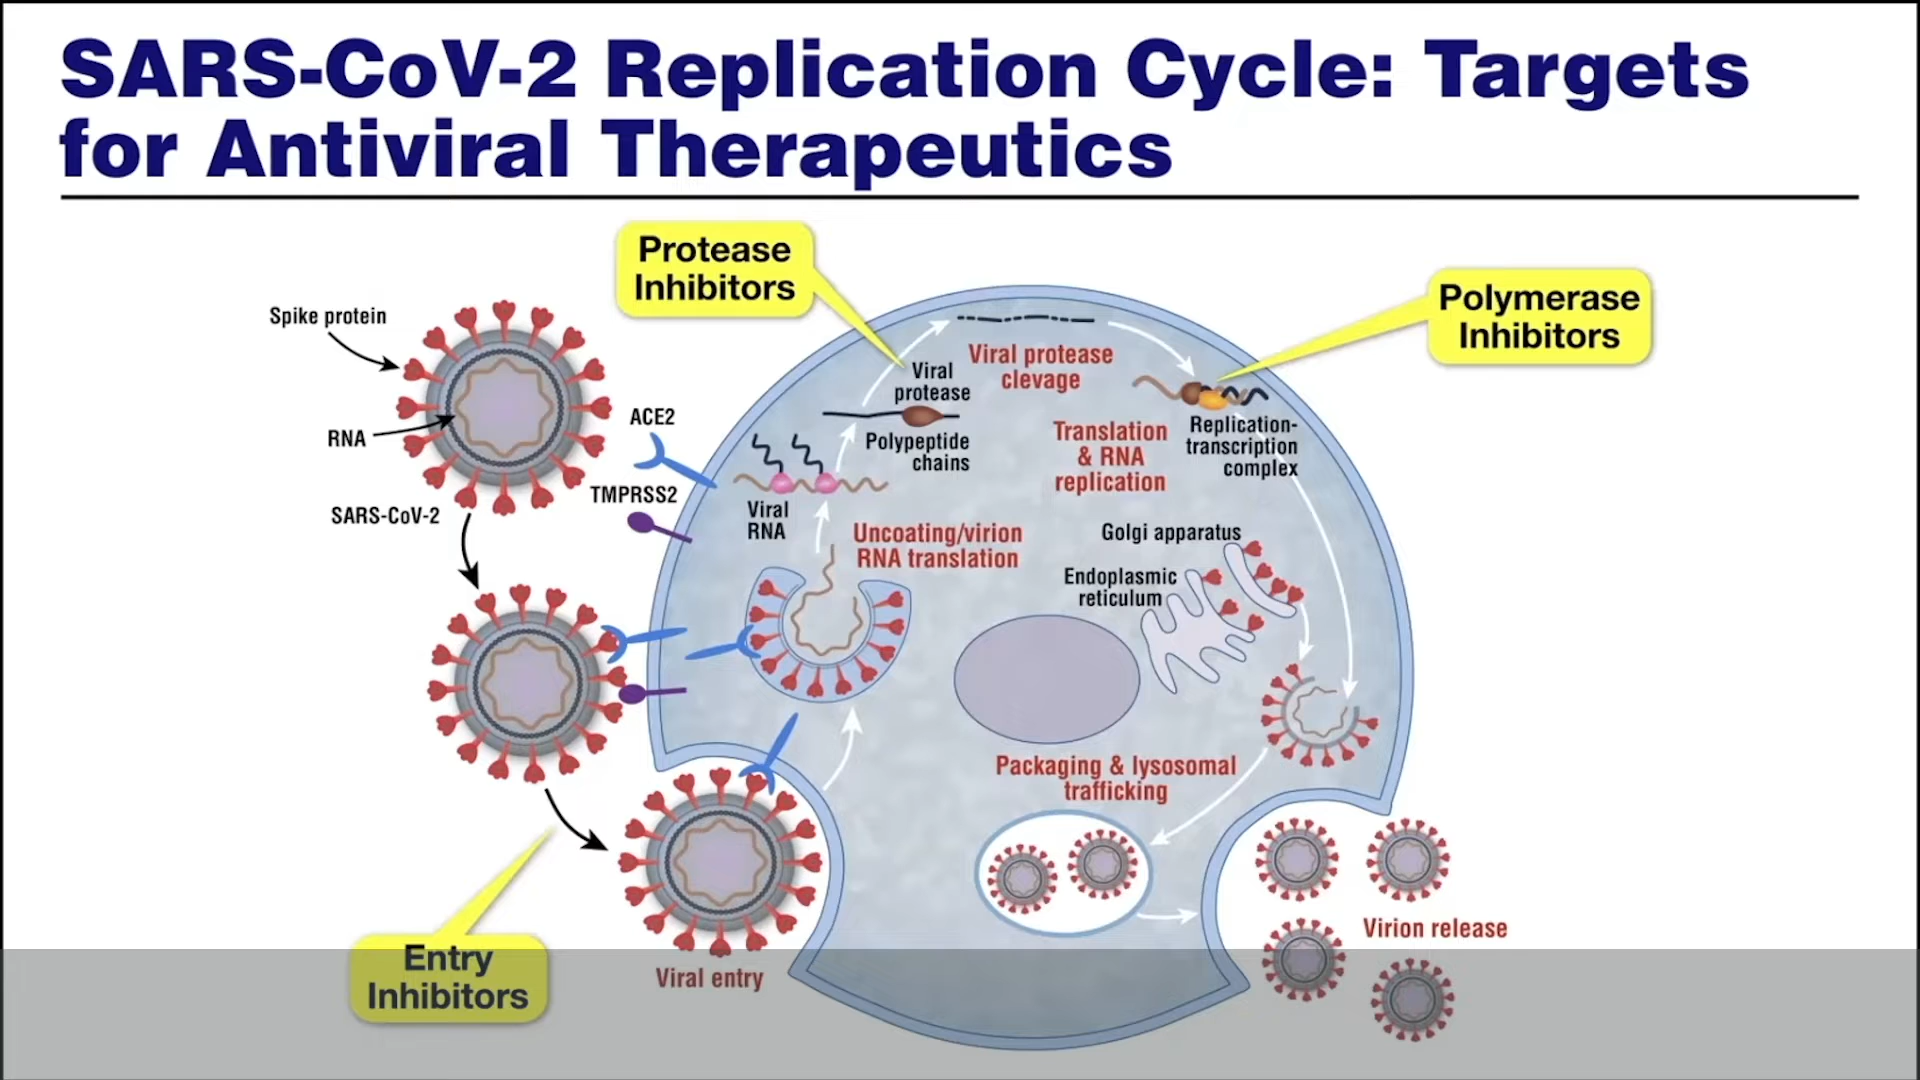 SARS-CoV-2 Replication Cycle: Targets
for Antiviral Therapeutics
Protease
Inhibitors
Polymerase
Inhibitors
Spike protein
RNA
SARS-CoV-2
ACE2
TMPRSS2
Viral
protease
Polypeptide
chains
Viral protease
clevage
Translation
& RNA
replication
Replication-
transcription
complex
Viral
RNA
Uncoating/virion
RNA translation
Golgi apparatus
Endoplasmic
reticulum
Packaging & lysosomal
trafficking
Virion release
Entry
Inhibitors
Viral entry